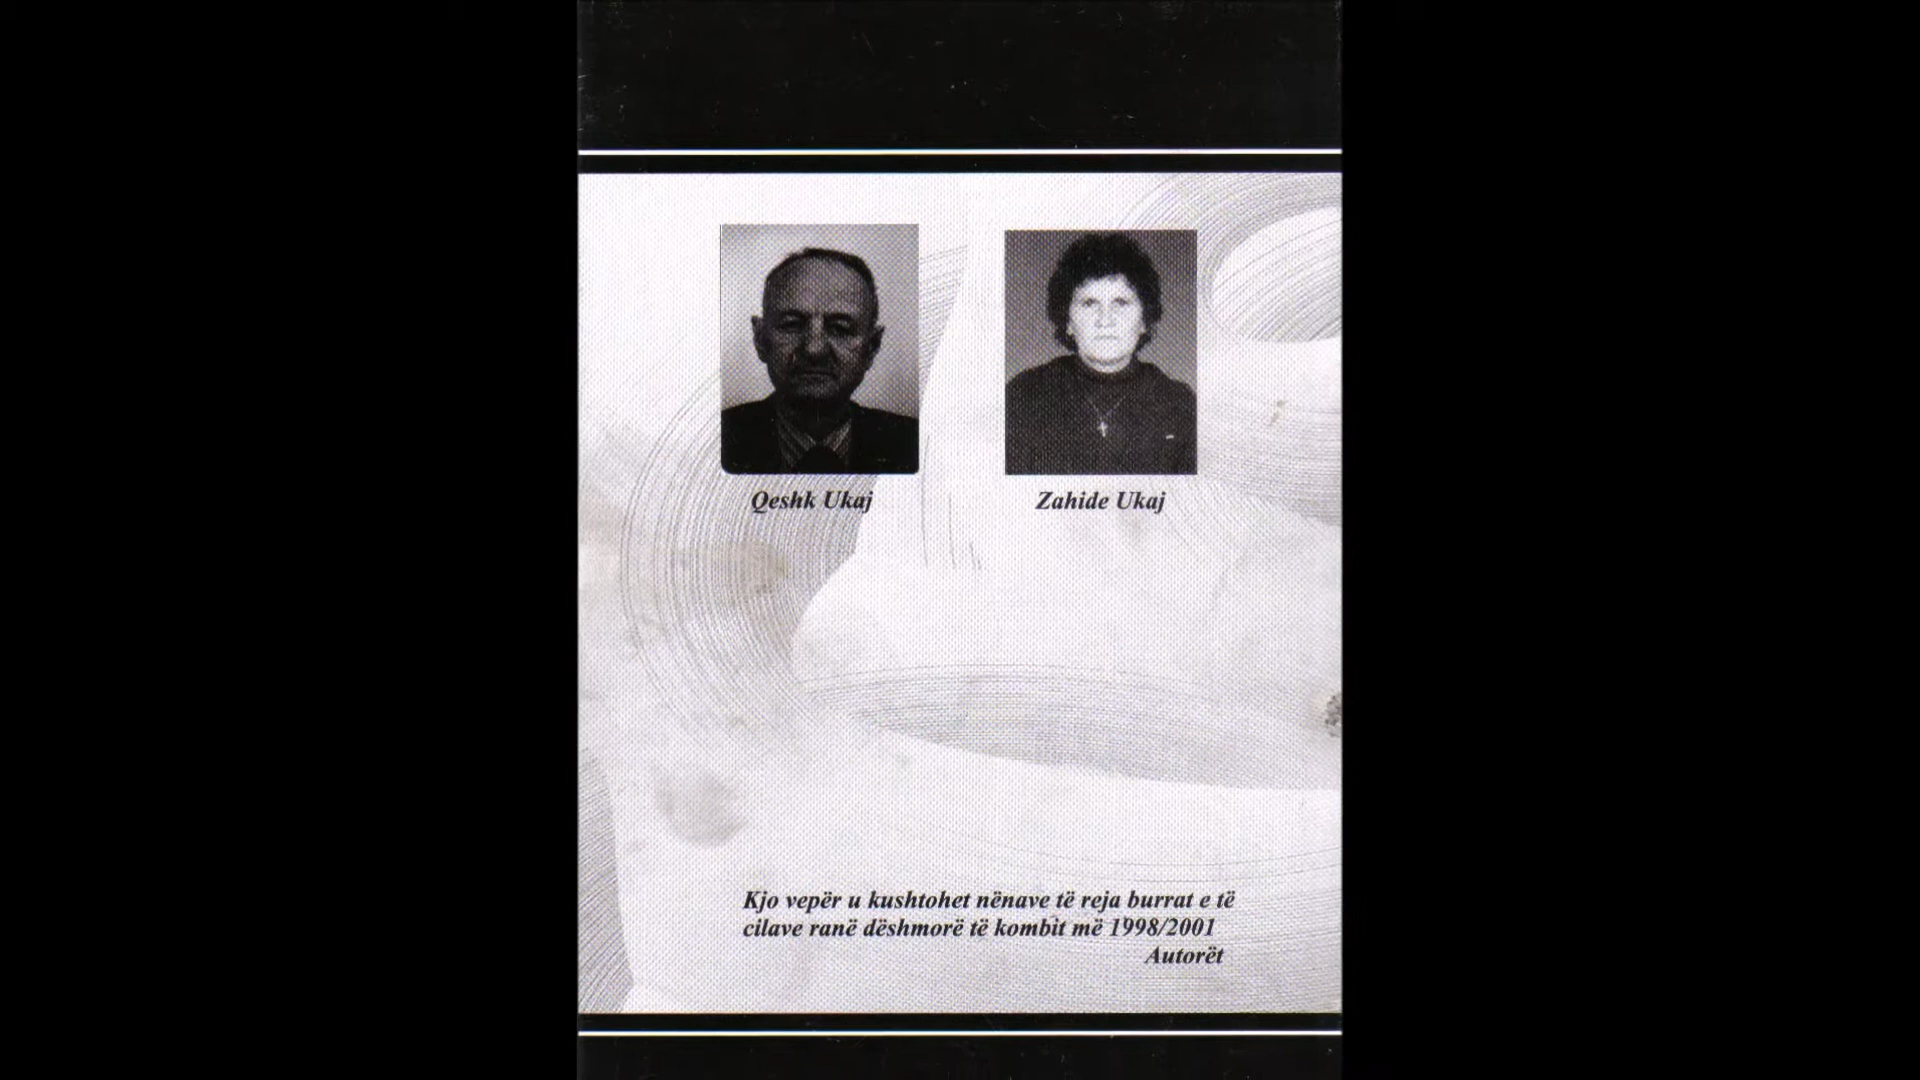 Qeshk Ukaj
Zahide Ukaj
Kjo vepër u kushtohet nënave të reja burrat e të
cilave ranë dëshmorë të kombit më 1998/2001
Autorët